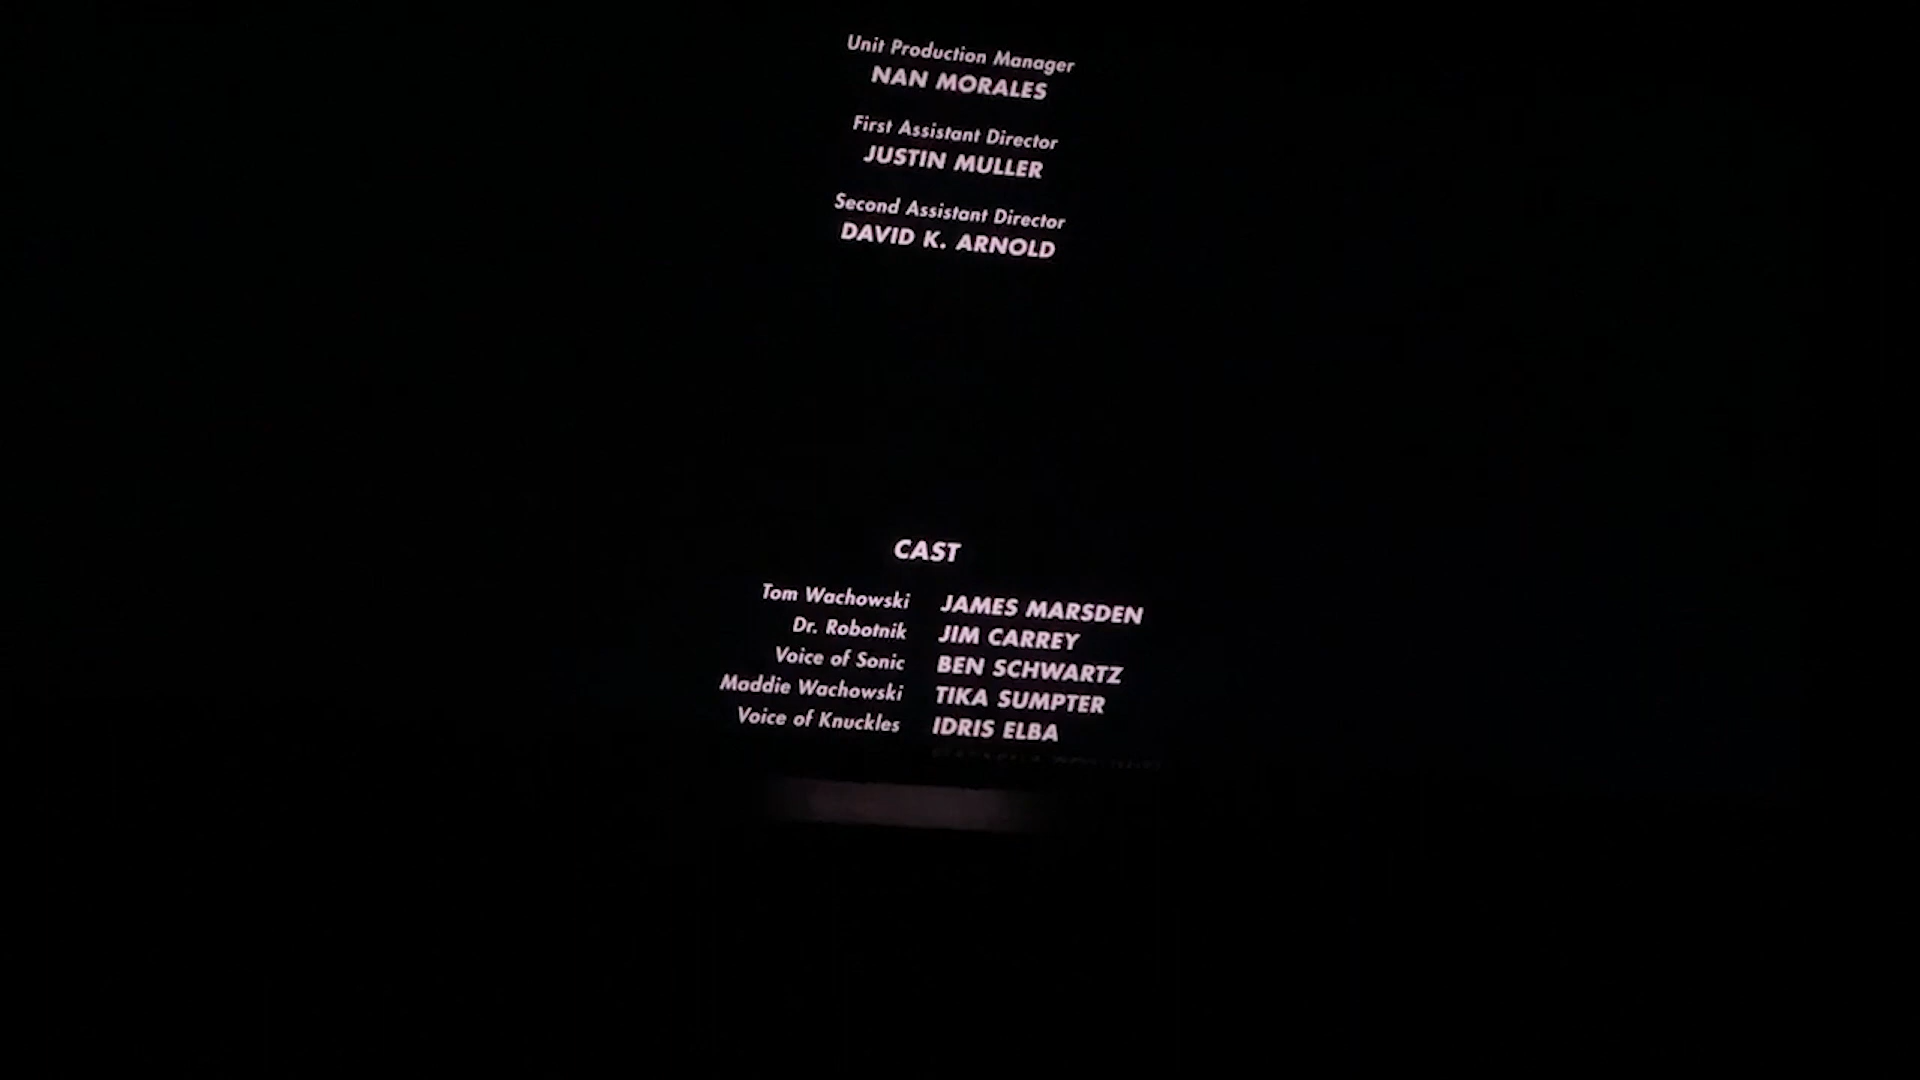 Unit Production Manager
NAN MORALES
First Assistant Director
JUSTIN MULLER
Second Assistant Director
DAVID K. ARNOLD
CAST
Tom Wachowski JAMES MARSDEN
Dr. Robotnik JIM CARREY
Voice of Sonic BEN SCHWARTZ
Maddie Wachowski TIKA SUMPTER
Voice of Knuckles IDRIS ELBA